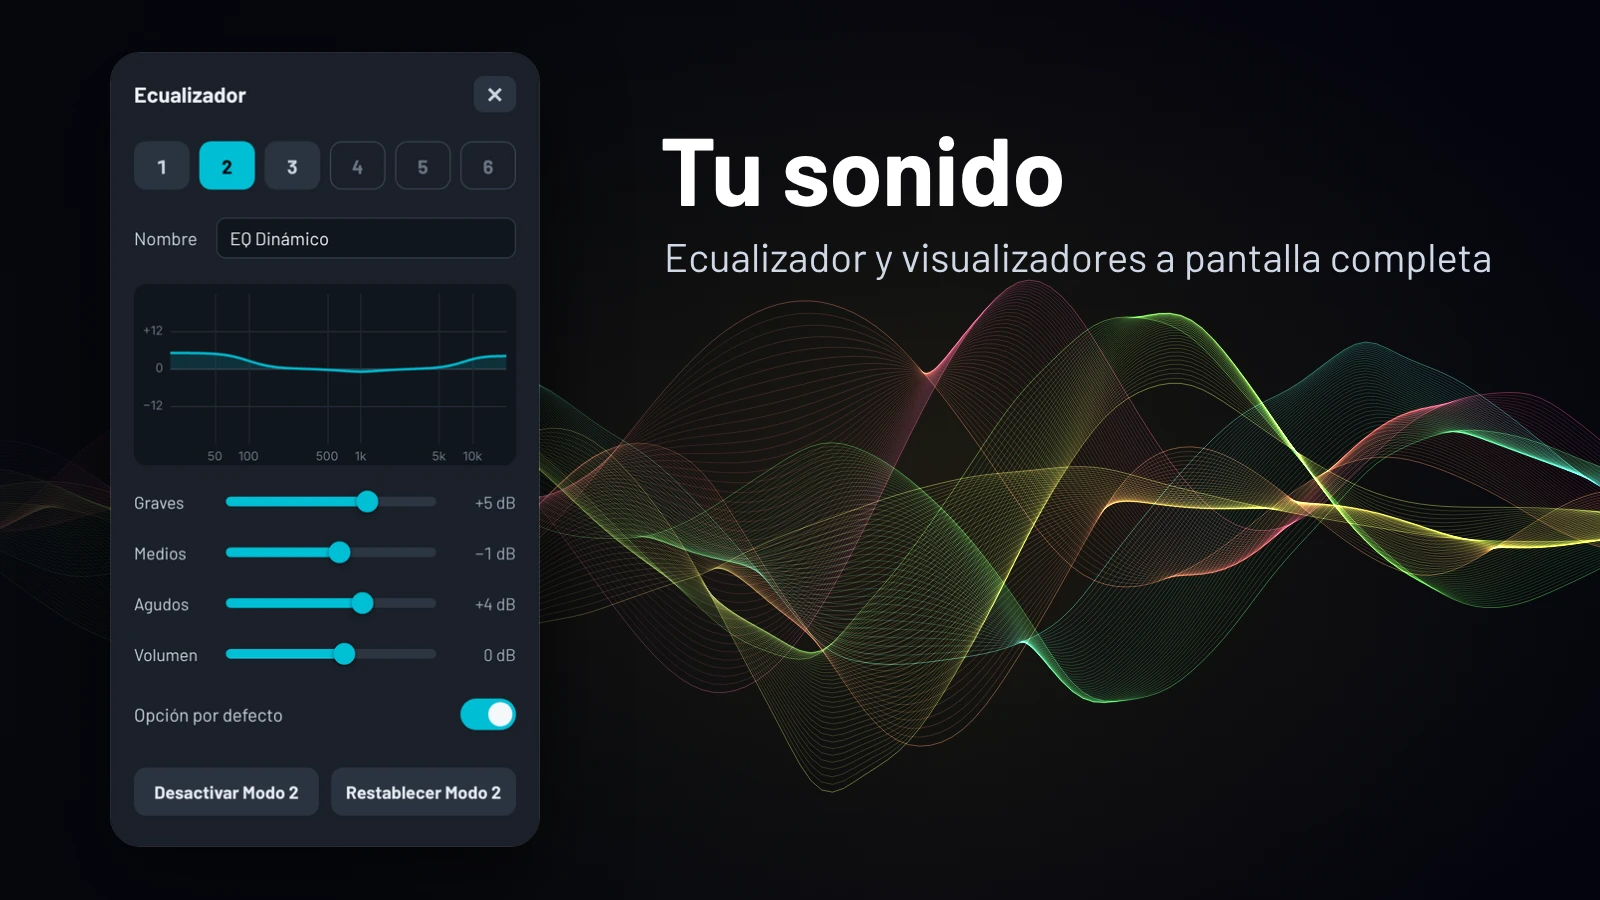 Ecualizador
✕
1 2 3 4 5 6
Nombre EQ Dinámico
+12
0
−12
50 100 500 1k 5k 10k
Graves +5 dB
Medios −1 dB
Agudos +4 dB
Volumen 0 dB
Opción por defecto
Desactivar Modo 2 Restablecer Modo 2
Tu sonido
Ecualizador y visualizadores a pantalla completa